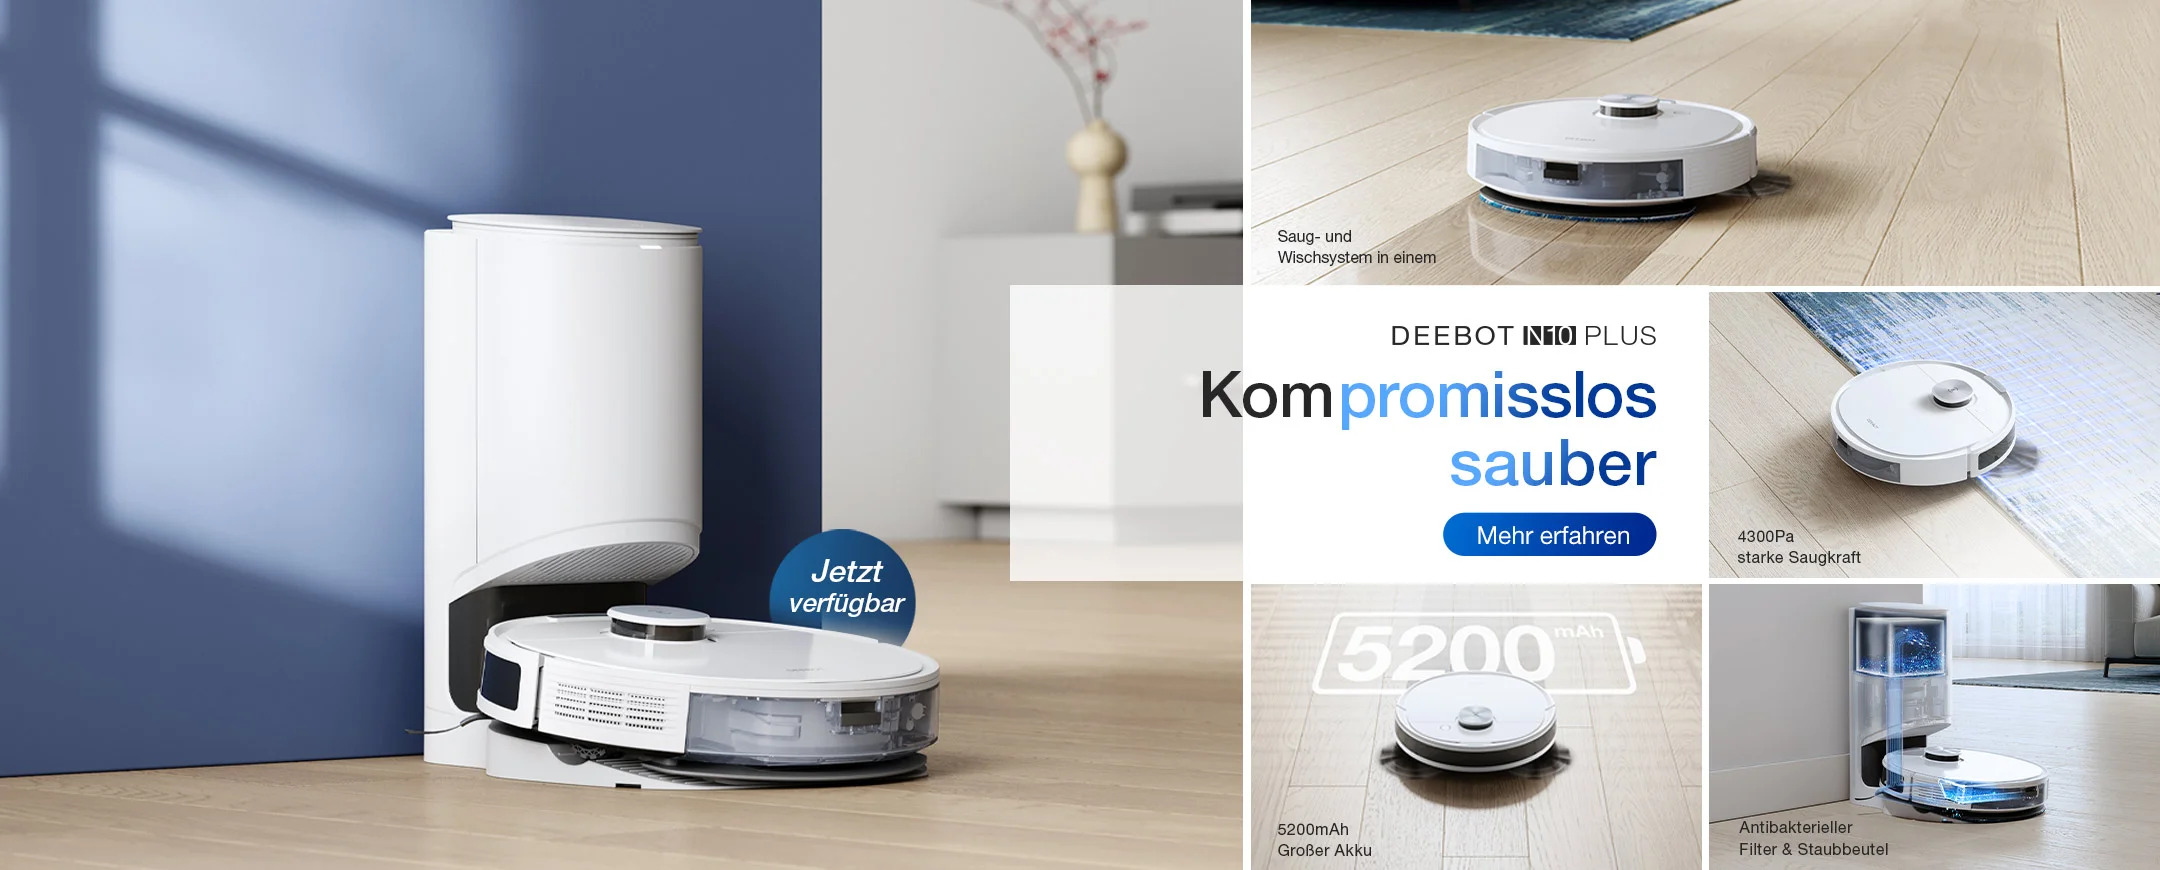 Jetzt
verfügbar
Saug- und
Wischsystem in einem
DEEBOT N10 PLUS
Kompromisslos
sauber
Mehr erfahren
4300Pa
starke Saugkraft
5200mAh
5200mAh
Großer Akku
Antibakterieller
Filter & Staubbeutel